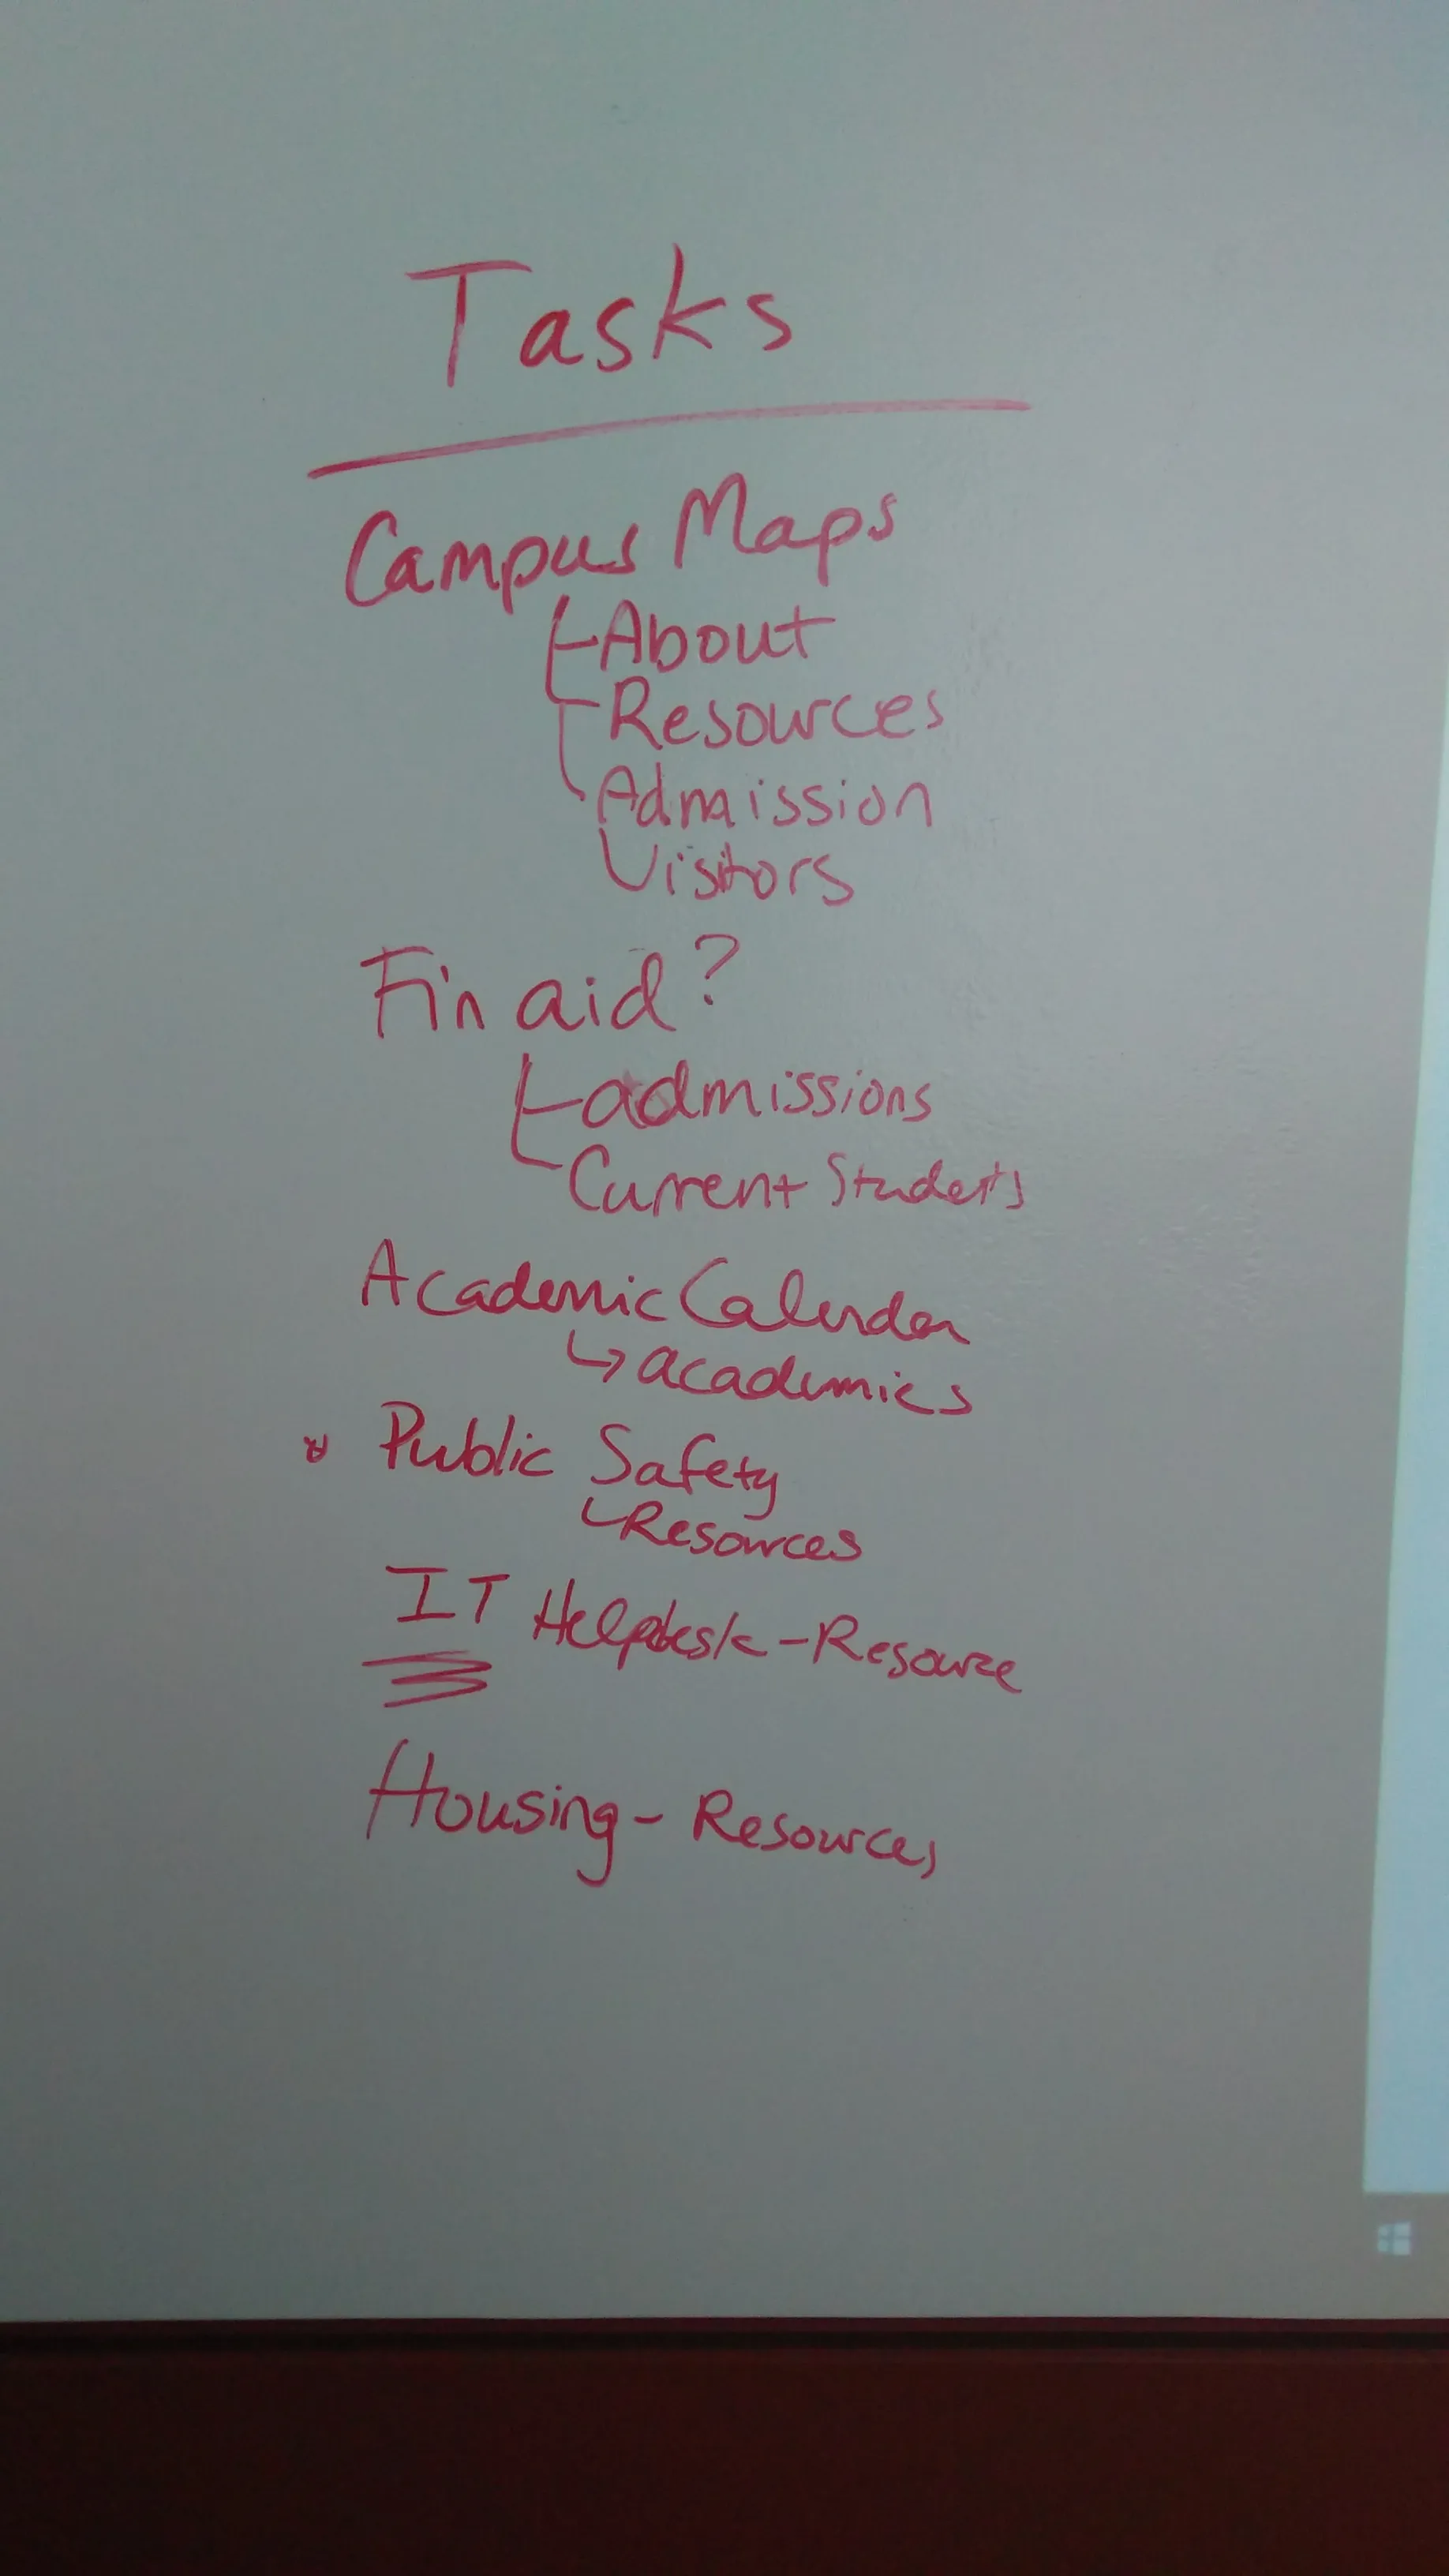 Tasks
Campus Maps
About
Resources
Admission
Visitors
Fin aid?
admissions
Current Students
Academic Calendar
academics
* Public Safety
Resources
IT Helpdesk - Resource
Housing - Resources